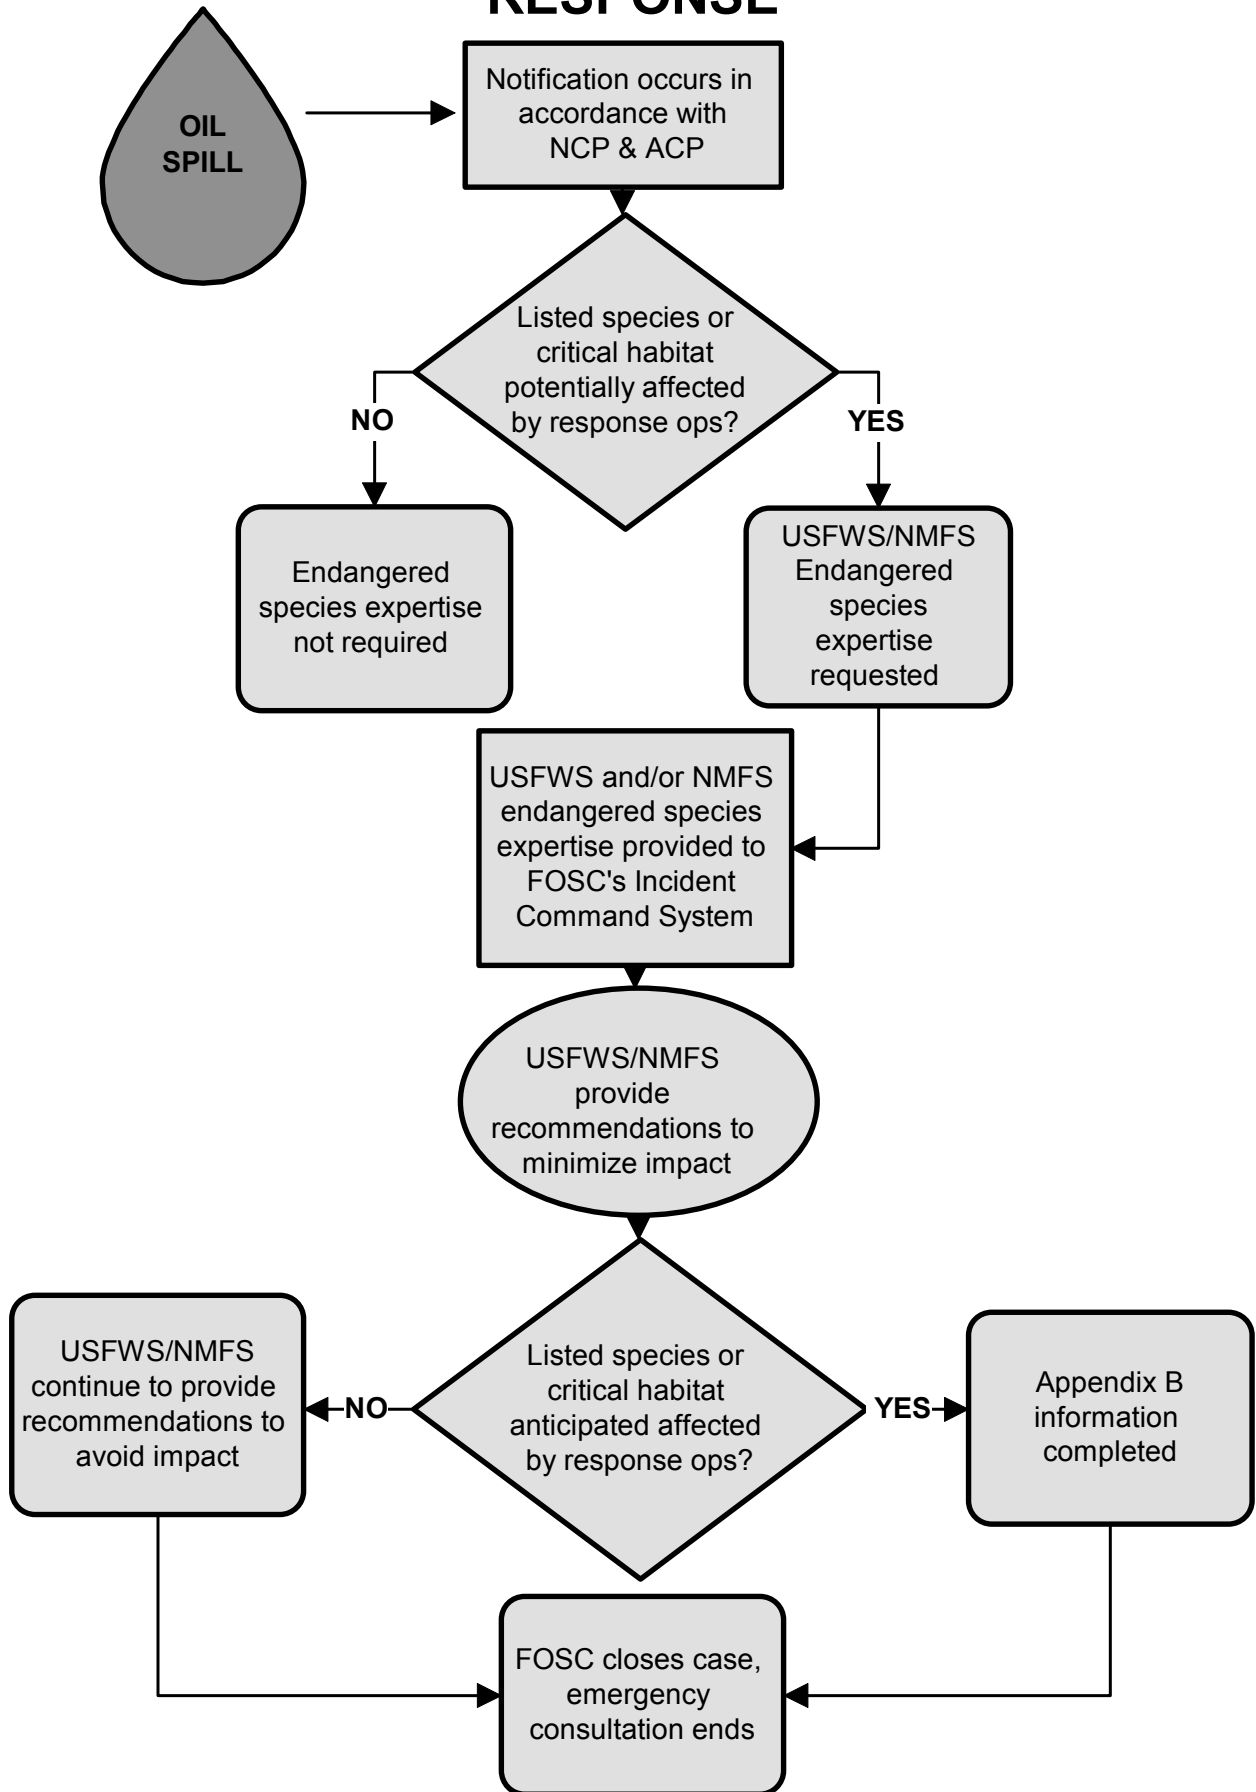 RESPONSE
OIL
SPILL
Notification occurs in
accordance with
NCP & ACP
Listed species or
critical habitat
potentially affected
by response ops?
NO
YES
Endangered
species expertise
not required
USFWS/NMFS
Endangered
species
expertise
requested
USFWS and/or NMFS
endangered species
expertise provided to
FOSC's Incident
Command System
USFWS/NMFS
provide
recommendations to
minimize impact
USFWS/NMFS
continue to provide
recommendations to
avoid impact
NO
Listed species or
critical habitat
anticipated affected
by response ops?
YES
Appendix B
information
completed
FOSC closes case,
emergency
consultation ends